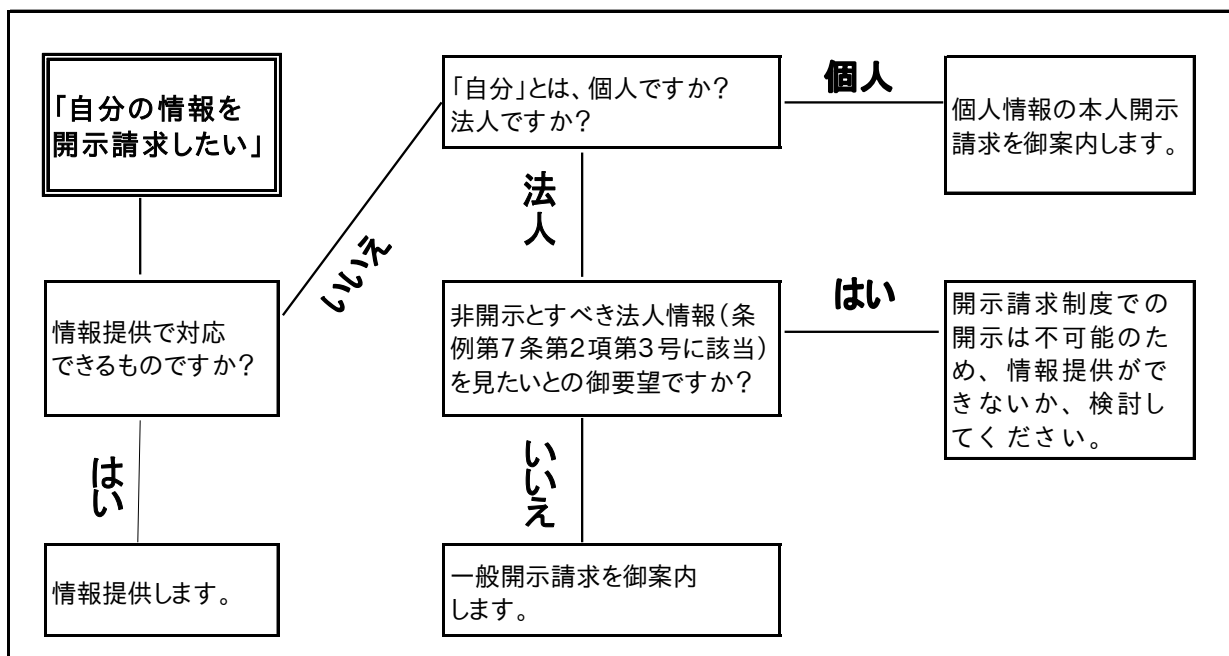 「自分の情報を
開示請求したい」
情報提供で対応
できるものですか?
はい
情報提供します。
いいえ
「自分」とは、個人ですか?
法人ですか?
個人
個人情報の本人開示
請求を御案内します。
法人
非開示とすべき法人情報(条
例第7条第2項第3号に該当)
を見たいとの御要望ですか?
はい
開示請求制度での
開示は不可能のた
め、情報提供がで
きないか、検討し
てください。
いいえ
一般開示請求を御案内
します。